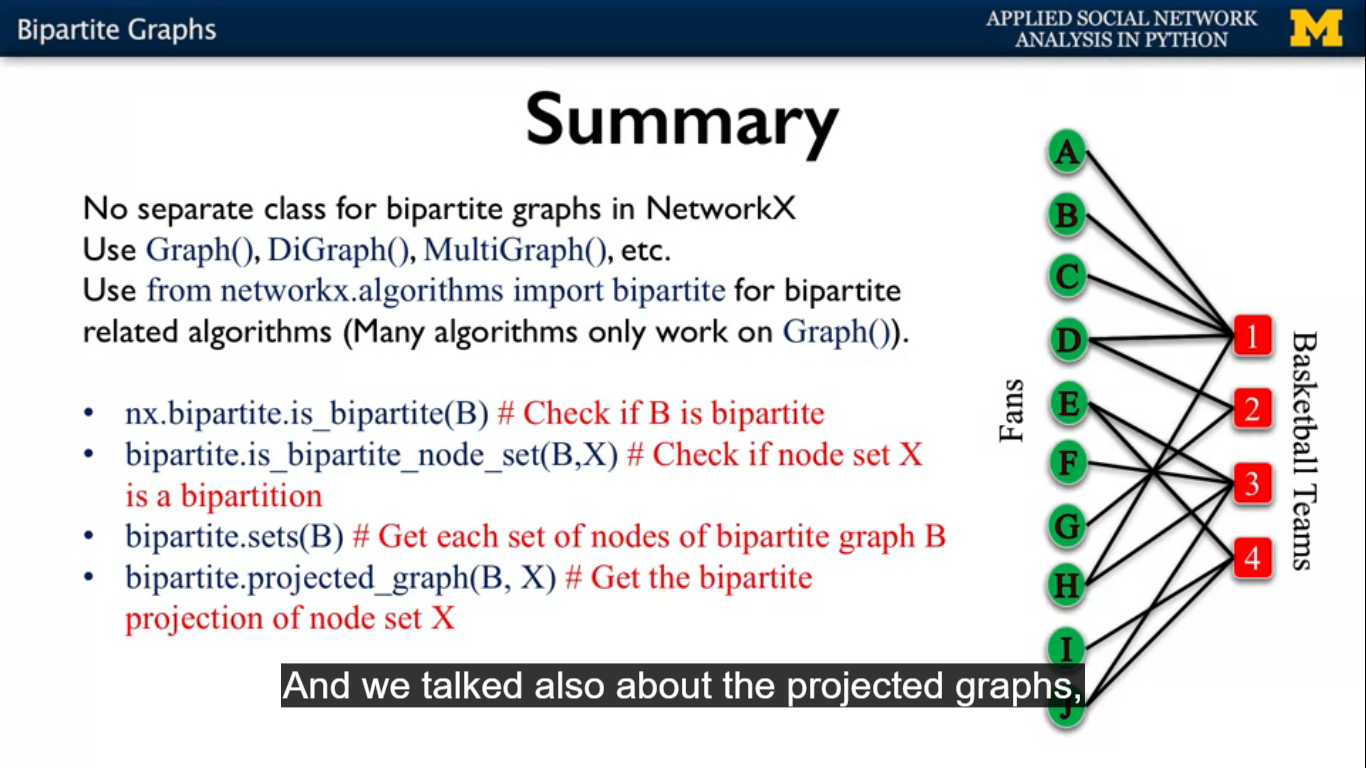 Bipartite Graphs
APPLIED SOCIAL NETWORK
ANALYSIS IN PYTHON
M
Summary
No separate class for bipartite graphs in NetworkX
Use Graph(), DiGraph(), MultiGraph(), etc.
Use from networkx.algorithms import bipartite for bipartite
related algorithms (Many algorithms only work on Graph()).
• nx.bipartite.is_bipartite(B) # Check if B is bipartite
• bipartite.is_bipartite_node_set(B,X) # Check if node set X
is a bipartition
• bipartite.sets(B) # Get each set of nodes of bipartite graph B
• bipartite.projected_graph(B, X) # Get the bipartite
projection of node set X
Fans
A
B
C
D
E
F
G
H
I
J
1
2
3
4
Basketball Teams
And we talked also about the projected graphs,